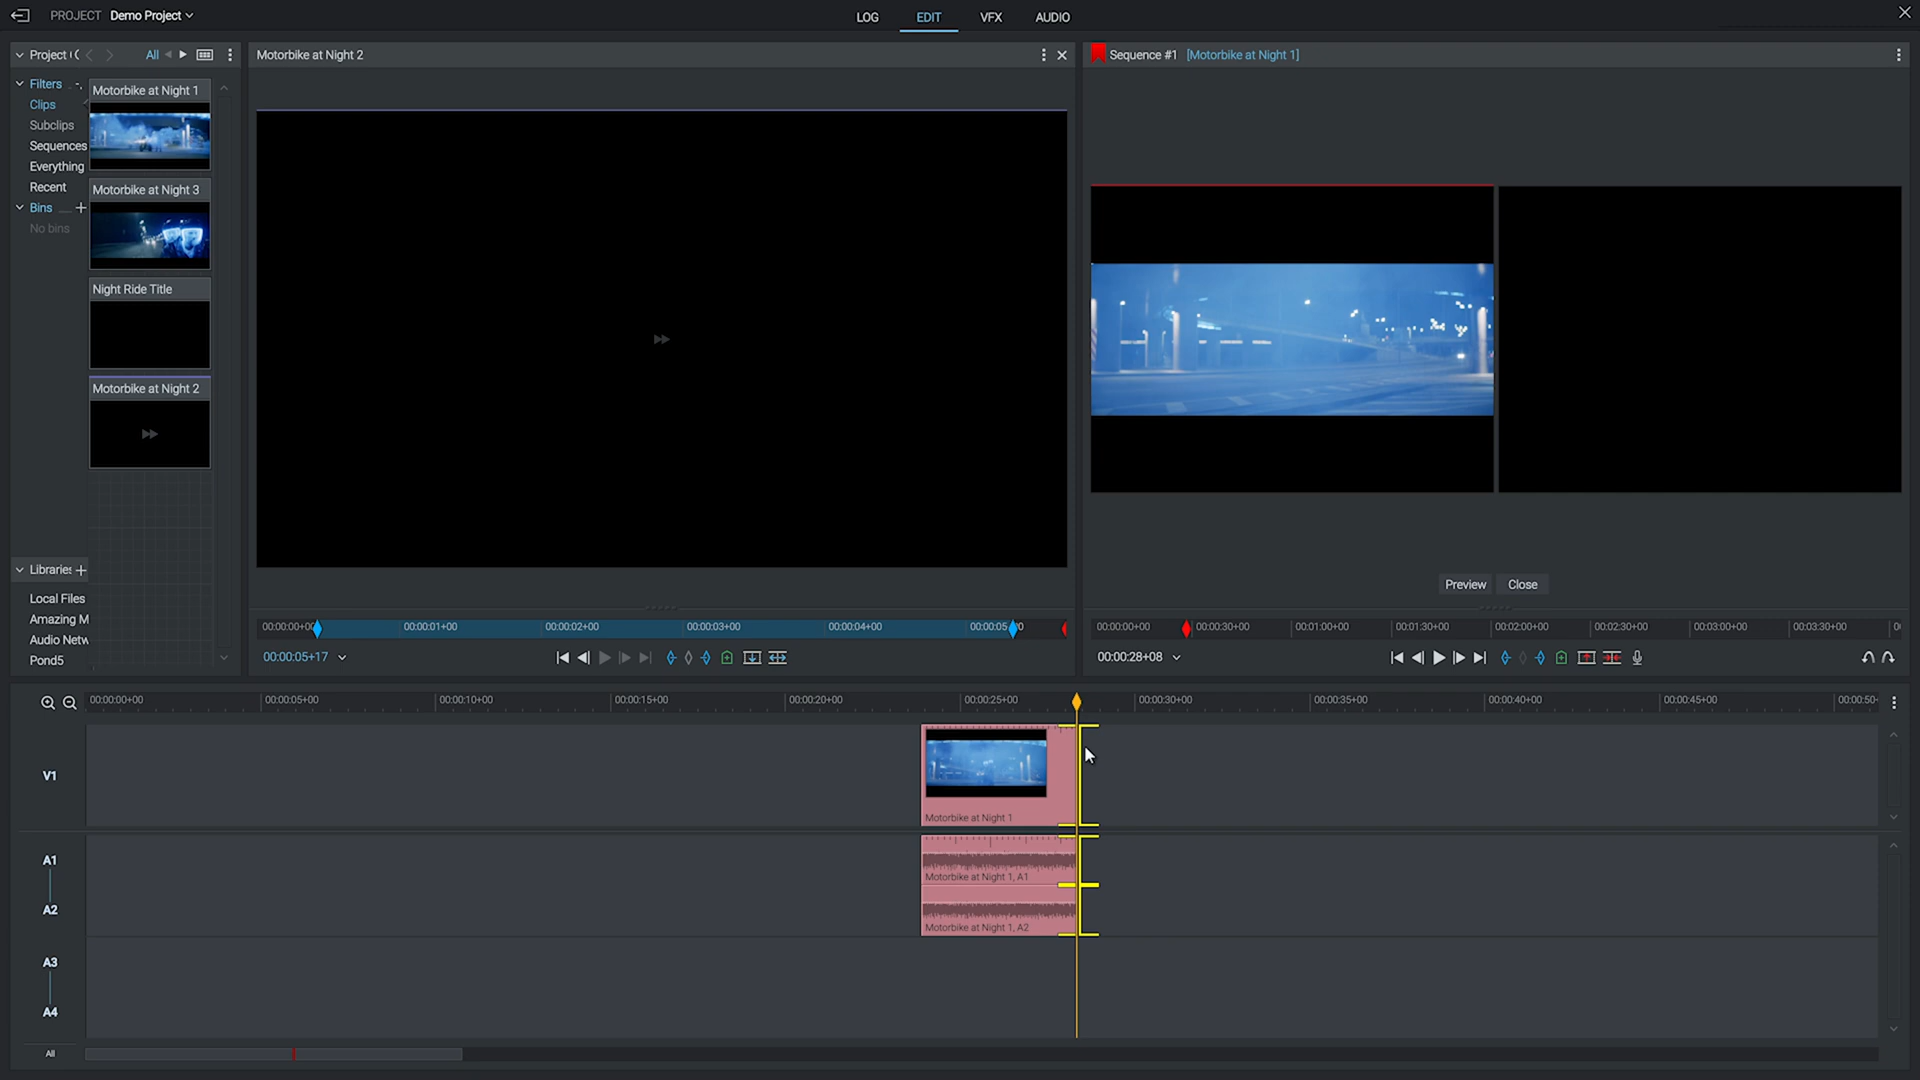 PROJECT Demo Project
LOG EDIT VFX AUDIO
Project
All
Filters
Clips
Subclips
Sequences
Everything
Recent
Bins
No bins
Motorbike at Night 1
Motorbike at Night 3
Night Ride Title
Motorbike at Night 2
Libraries
Local Files
Amazing M
Audio Netw
Pond5
Motorbike at Night 2
00:00:00+00 00:00:01+00 00:00:02+00 00:00:03+00 00:00:04+00 00:00:05
00:00:05+17
Sequence #1 [Motorbike at Night 1]
Preview Close
00:00:00+00 00:00:30+00 00:01:00+00 00:01:30+00 00:02:00+00 00:02:30+00 00:03:00+00 00:03:30+00
00:00:28+08
00:00:00+00 00:00:05+00 00:00:10+00 00:00:15+00 00:00:20+00 00:00:25+00 00:00:30+00 00:00:35+00 00:00:40+00 00:00:45+00 00:00:50+
V1
Motorbike at Night 1
A1
Motorbike at Night 1, A1
A2
Motorbike at Night 1, A2
A3
A4
All